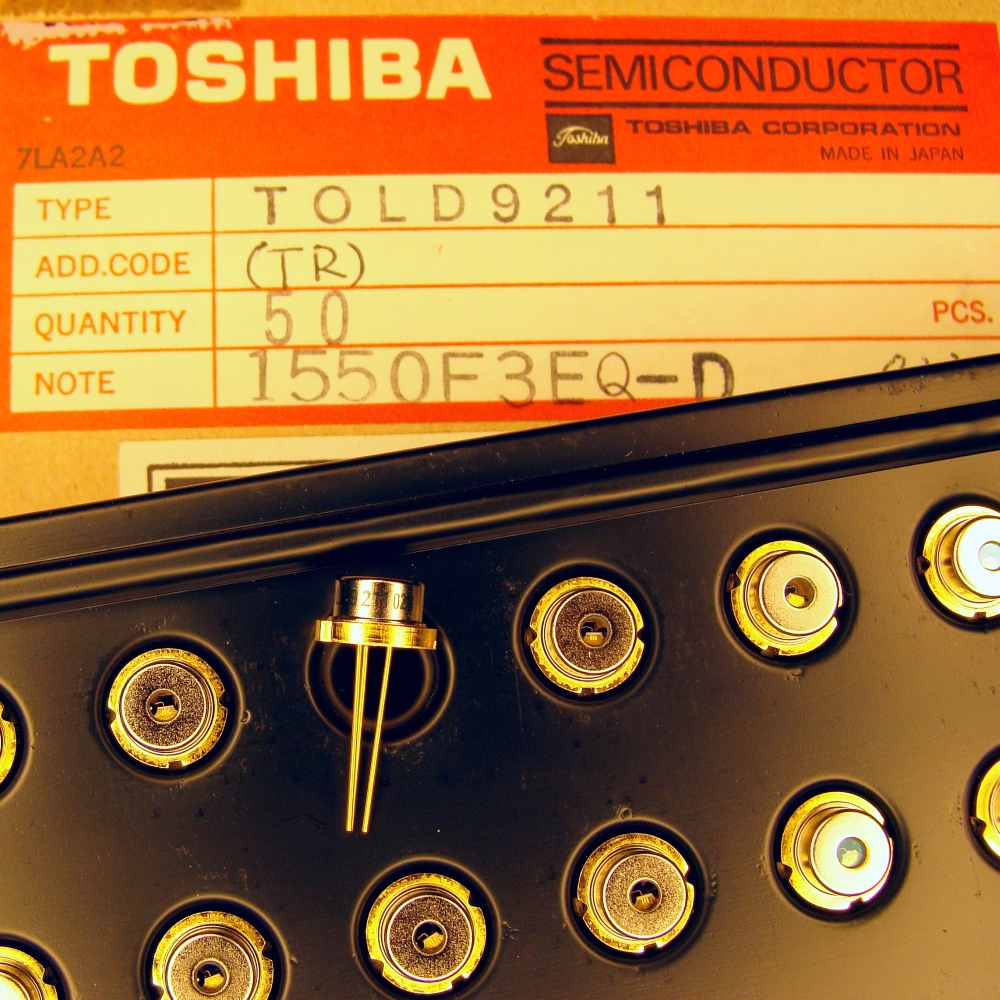 TOSHIBA
SEMICONDUCTOR
Toshiba
TOSHIBA CORPORATION
MADE IN JAPAN
7LA2A2
TYPE TOLD9211
ADD.CODE (TR)
QUANTITY 50 PCS.
NOTE 1550F3EQ-D